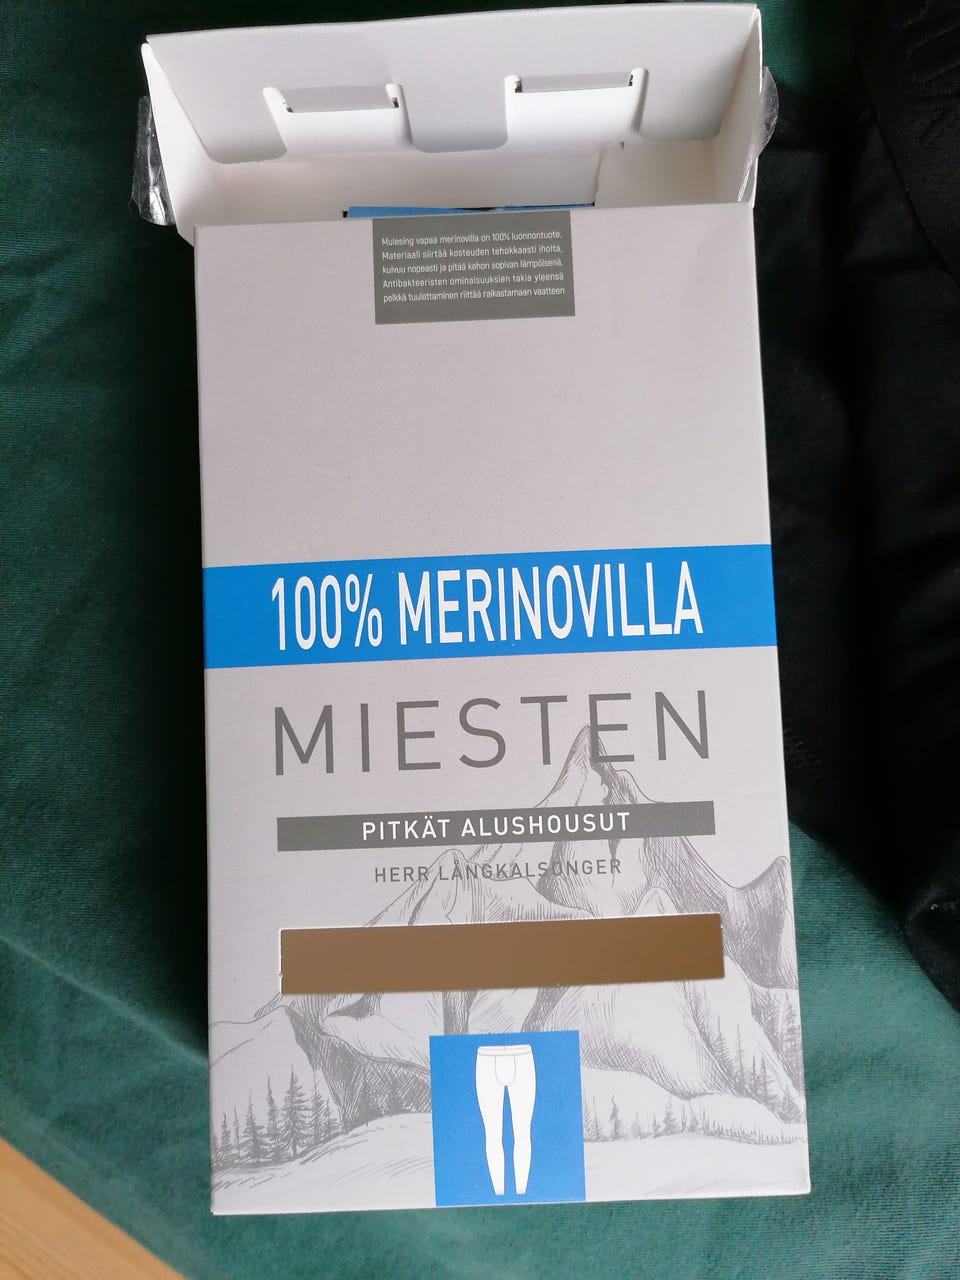 Mulesing vapaa merinovilla on 100% luonnontuote.
Materiaali siirtää kosteuden tehokkaasti iholta,
kuivuu nopeasti ja pitää kehon sopivan lämpöisenä.
Antibakteeristen ominaisuuksien takia yleensä
pelkkä tuulettaminen riittää raikastamaan vaatteen
100% MERINOVILLA
MIESTEN
PITKÄT ALUSHOUSUT
HERR LÅNGKALSONGER